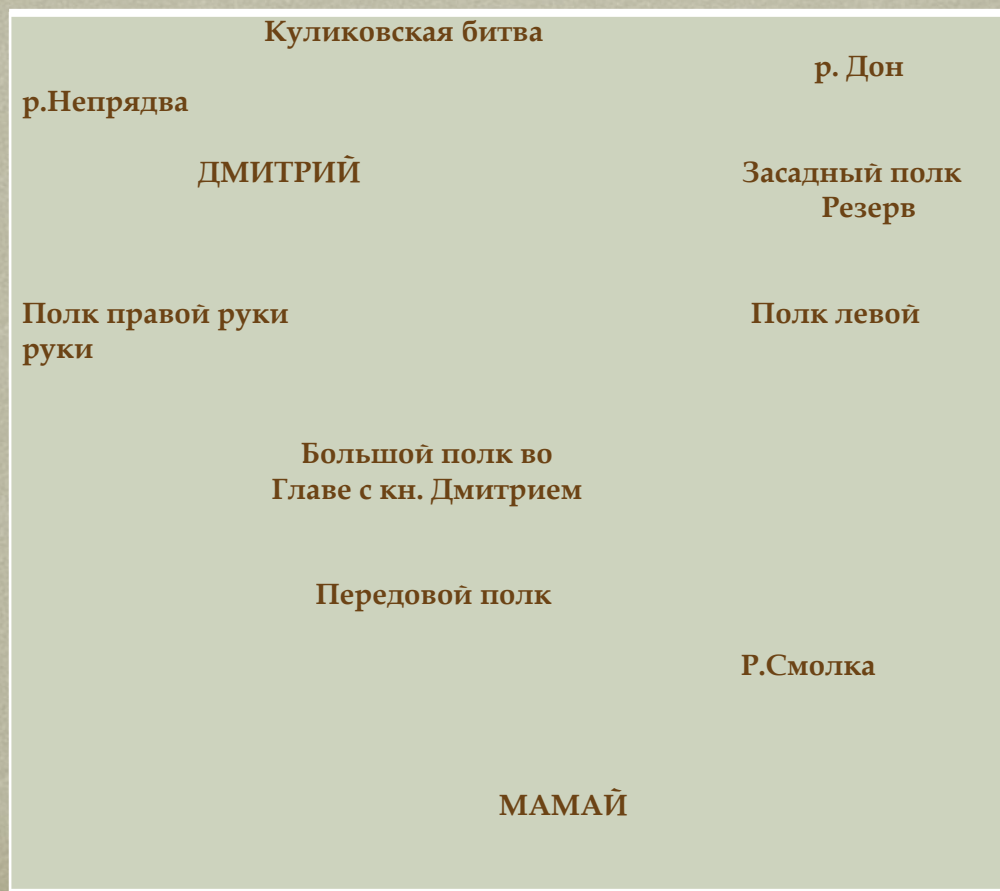 Куликовская битва
р. Дон
р.Непрядва
ДМИТРИЙ Засадный полк
Резерв
Полк правой руки Полк левой
руки
Большой полк во
Главе с кн. Дмитрием
Передовой полк
Р.Смолка
МАМАЙ